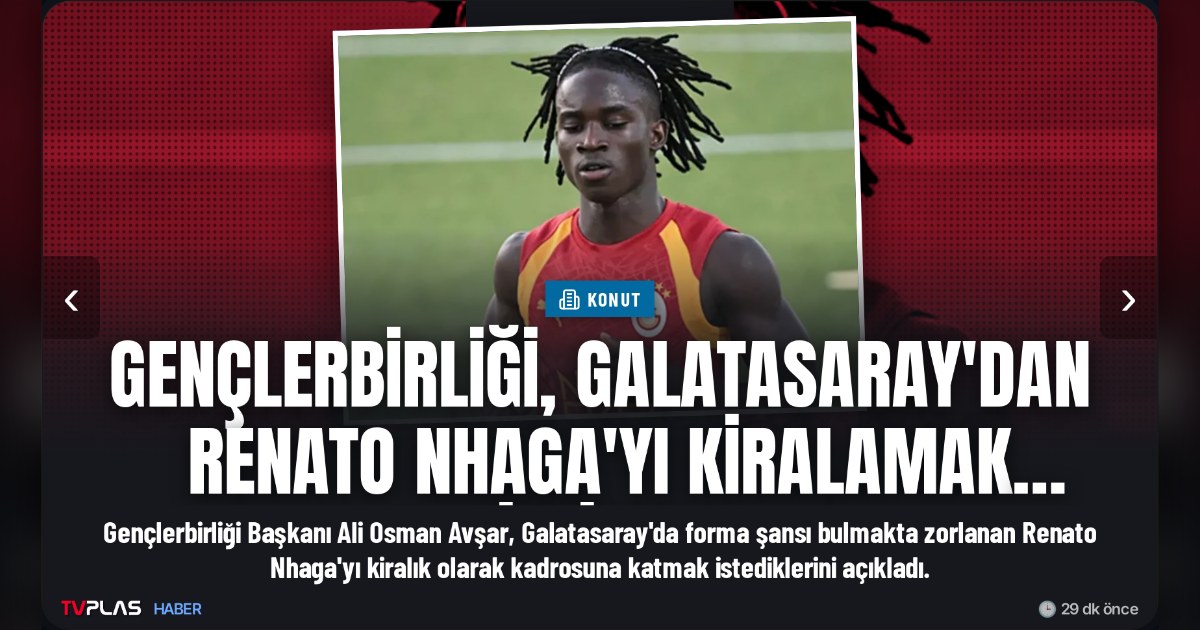 KONUT
GENÇLERBİRLİĞİ, GALATASARAY'DAN
RENATO NHAGA'YI KİRALAMAK...
Gençlerbirliği Başkanı Ali Osman Avşar, Galatasaray'da forma şansı bulmakta zorlanan Renato
Nhaga'yı kiralık olarak kadrosuna katmak istediklerini açıkladı.
TVPLAS HABER
29 dk önce